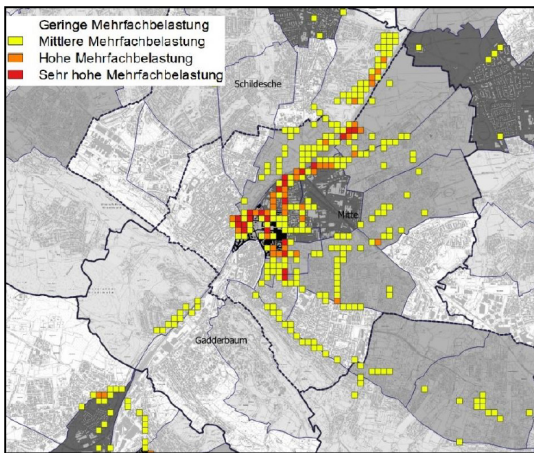 Geringe Mehrfachbelastung
Mittlere Mehrfachbelastung
Hohe Mehrfachbelastung
Sehr hohe Mehrfachbelastung
Schildesche
Mitte
Gadderbaum